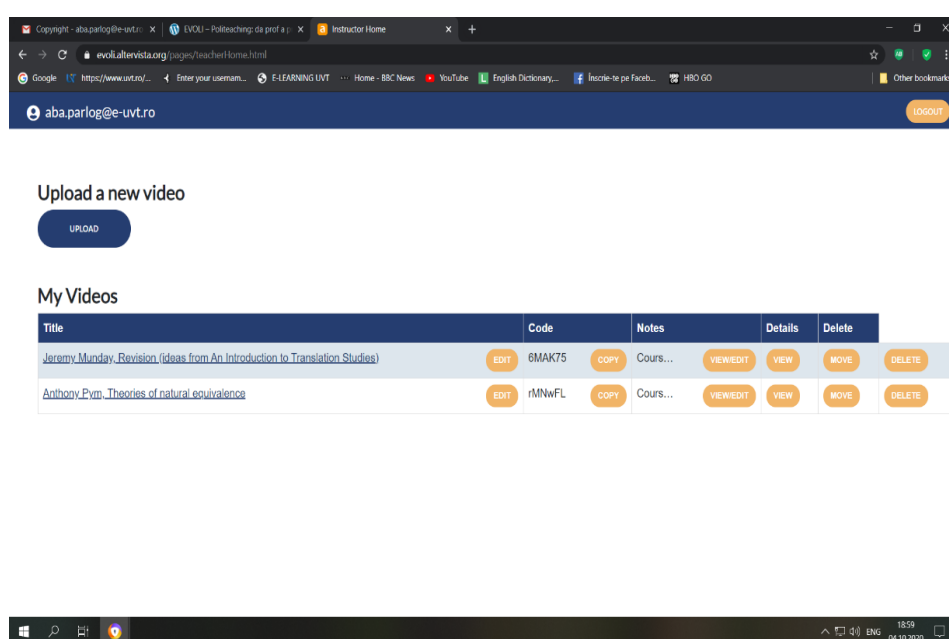 Copyright - aba.parlog@e-uvt.ro EVOLI – Politeaching: da prof a p Instructor Home
evoli.altervista.org/pages/teacherHome.html
Google https://www.uvt.ro/... Enter your usernam... E-LEARNING UVT Home - BBC News YouTube English Dictionary,... Înscrie-te pe Faceb... HBO GO Other bookmarks
aba.parlog@e-uvt.ro LOGOUT
Upload a new video
UPLOAD
My Videos
Title Code Notes Details Delete
Jeremy Munday, Revision (ideas from An Introduction to Translation Studies) EDIT 6MAK75 COPY Cours... VIEW/EDIT VIEW MOVE DELETE
Anthony Pym, Theories of natural equivalence EDIT rMNwFL COPY Cours... VIEW/EDIT VIEW MOVE DELETE
ENG 18:59
04.10.2020